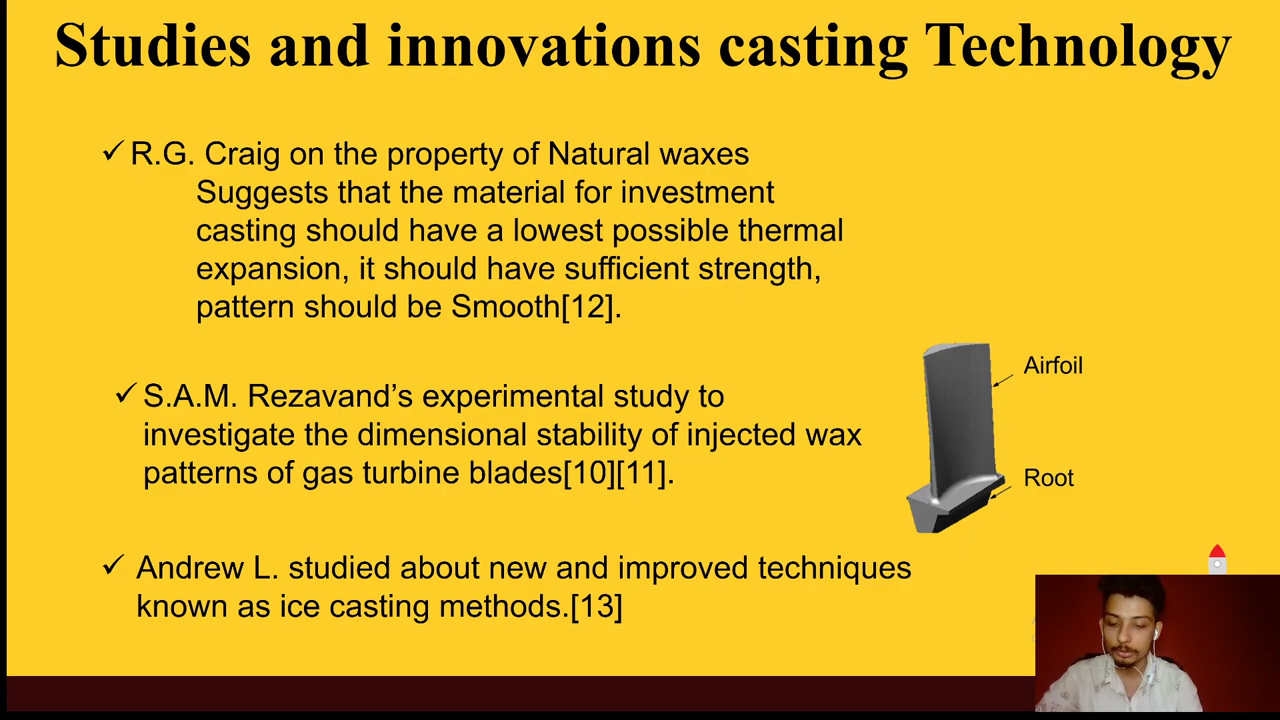 Studies and innovations casting Technology
✓ R.G. Craig on the property of Natural waxes
Suggests that the material for investment
casting should have a lowest possible thermal
expansion, it should have sufficient strength,
pattern should be Smooth[12].
✓ S.A.M. Rezavand’s experimental study to
investigate the dimensional stability of injected wax
patterns of gas turbine blades[10][11].
Airfoil
Root
✓ Andrew L. studied about new and improved techniques
known as ice casting methods.[13]